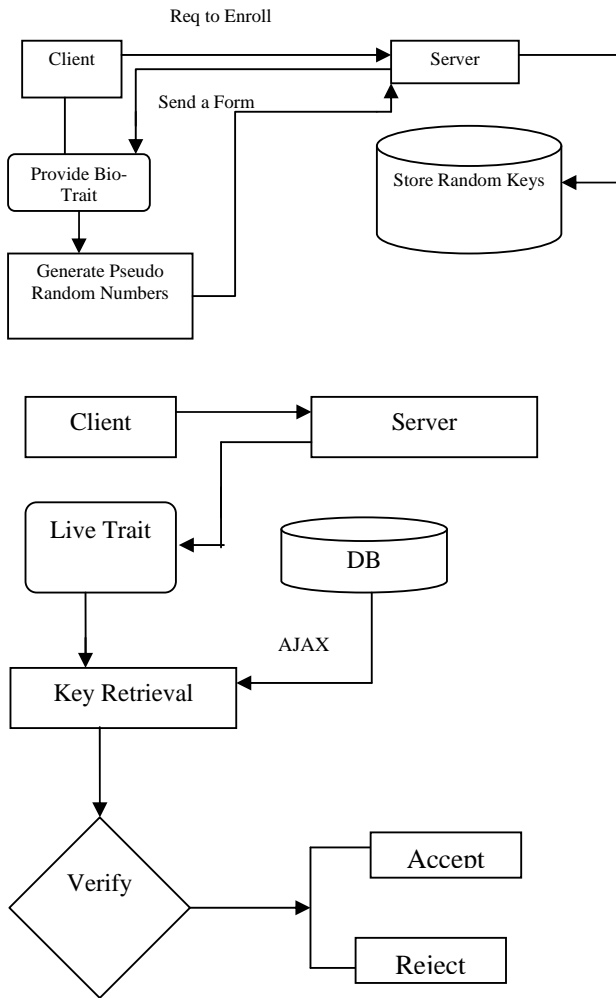 Req to Enroll
Client
Server
Send a Form
Provide Bio-
Trait
Store Random Keys
Generate Pseudo
Random Numbers
Client
Server
Live Trait
DB
AJAX
Key Retrieval
Verify
Accept
Reject